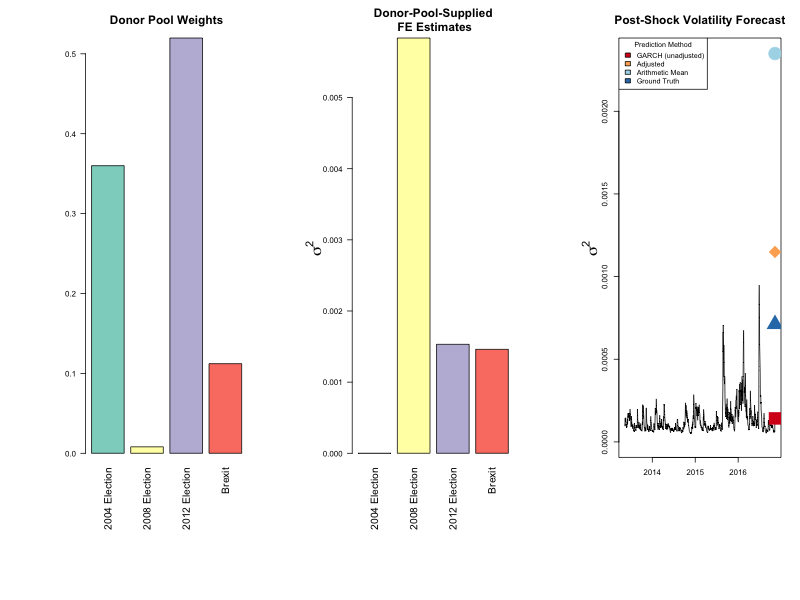 Donor Pool Weights
0.5
0.4
0.3
0.2
0.1
0.0
2004 Election
2008 Election
2012 Election
Brexit
Donor-Pool-Supplied
FE Estimates
σ²
0.005
0.004
0.003
0.002
0.001
0.000
2004 Election
2008 Election
2012 Election
Brexit
Post-Shock Volatility Forecast
Prediction Method
GARCH (unadjusted)
Adjusted
Arithmetic Mean
Ground Truth
σ²
0.0020
0.0015
0.0010
0.0005
0.0000
2014
2015
2016